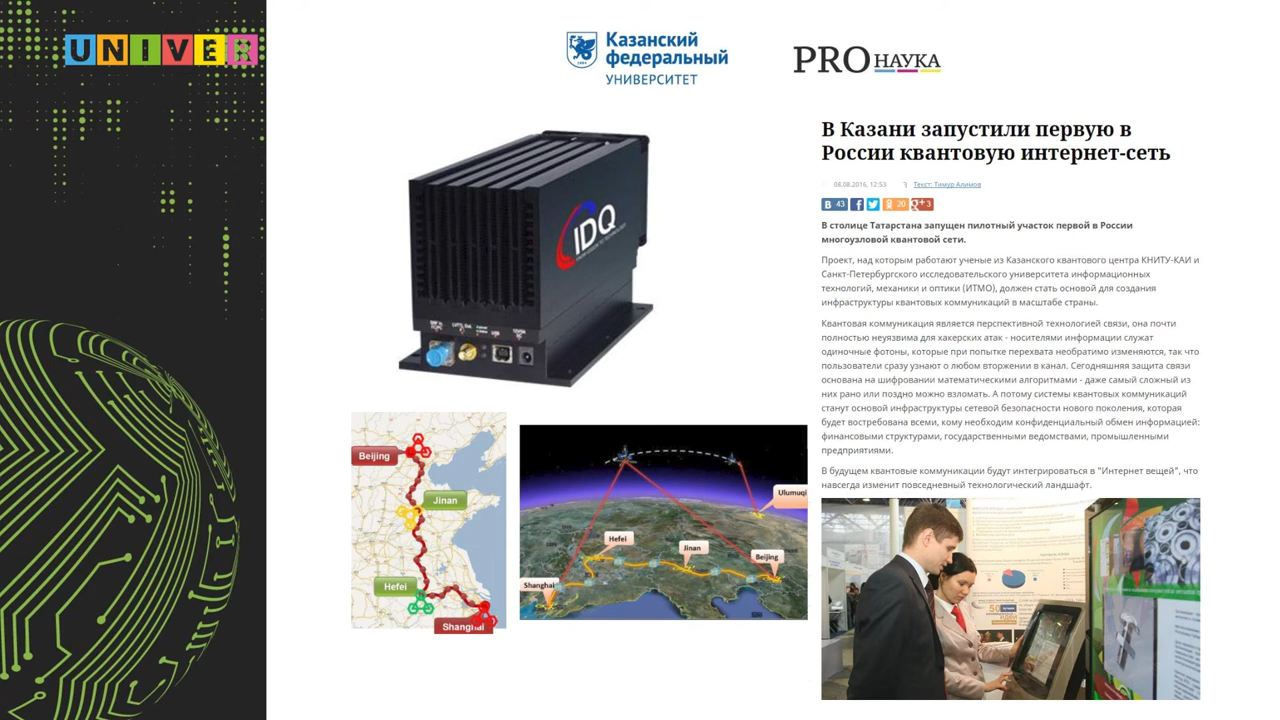 UNIVER
Казанский
федеральный
УНИВЕРСИТЕТ
PRO НАУКА
IDQ
Beijing
Jinan
Hefei
Shanghai
Ulumuqi
Hefei
Jinan
Beijing
Shanghai
В Казани запустили первую в
России квантовую интернет-сеть
08.08.2016, 12:53 Текст: Тимур Алимов
В 43 f 20 g+ 3
В столице Татарстана запущен пилотный участок первой в России
многоузловой квантовой сети.
Проект, над которым работают ученые из Казанского квантового центра КНИТУ-КАИ и
Санкт-Петербургского исследовательского университета информационных
технологий, механики и оптики (ИТМО), должен стать основой для создания
инфраструктуры квантовых коммуникаций в масштабе страны.
Квантовая коммуникация является перспективной технологией связи, она почти
полностью неуязвима для хакерских атак - носителями информации служат
одиночные фотоны, которые при попытке перехвата необратимо изменяются, так что
пользователи сразу узнают о любом вторжении в канал. Сегодняшняя защита связи
основана на шифровании математическими алгоритмами - даже самый сложный из
них рано или поздно можно взломать. А потому системы квантовых коммуникаций
станут основой инфраструктуры сетевой безопасности нового поколения, которая
будет востребована всеми, кому необходим конфиденциальный обмен информацией:
финансовыми структурами, государственными ведомствами, промышленными
предприятиями.
В будущем квантовые коммуникации будут интегрироваться в "Интернет вещей", что
навсегда изменит повседневный технологический ландшафт.